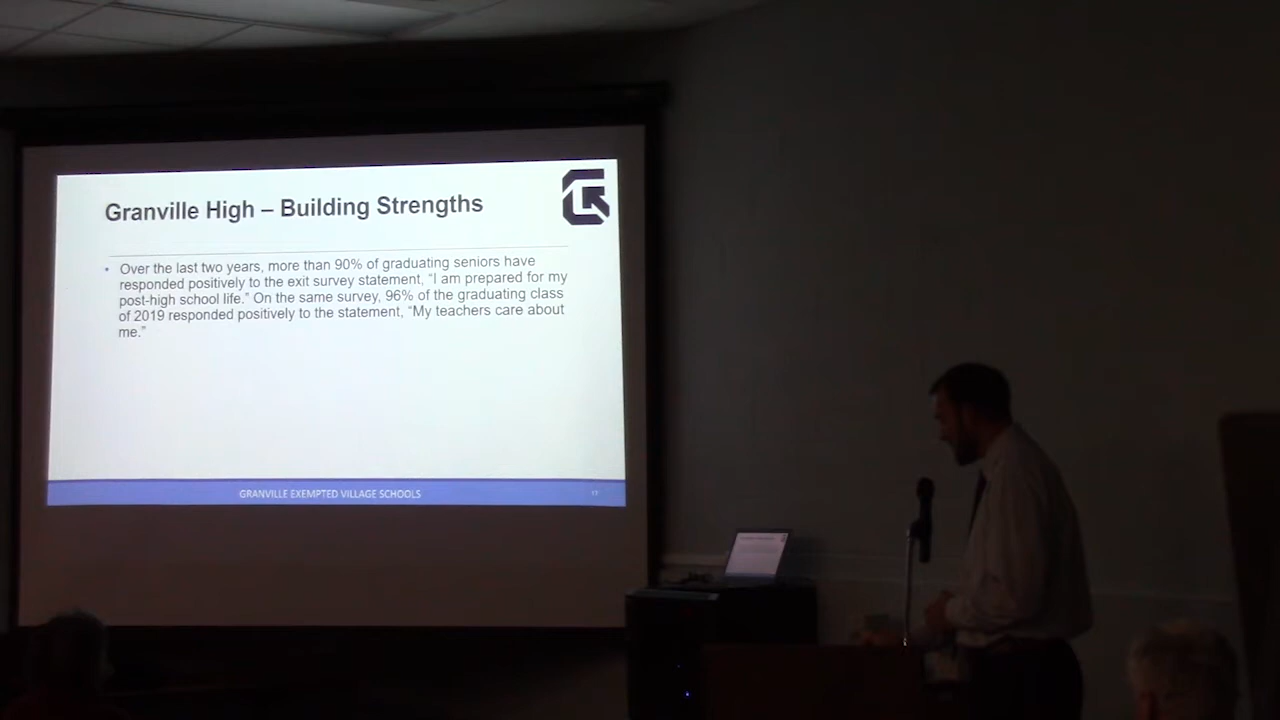 Granville High – Building Strengths
• Over the last two years, more than 90% of graduating seniors have
responded positively to the exit survey statement, “I am prepared for my
post-high school life.” On the same survey, 96% of the graduating class
of 2019 responded positively to the statement, “My teachers care about
me.”
GRANVILLE EXEMPTED VILLAGE SCHOOLS
17